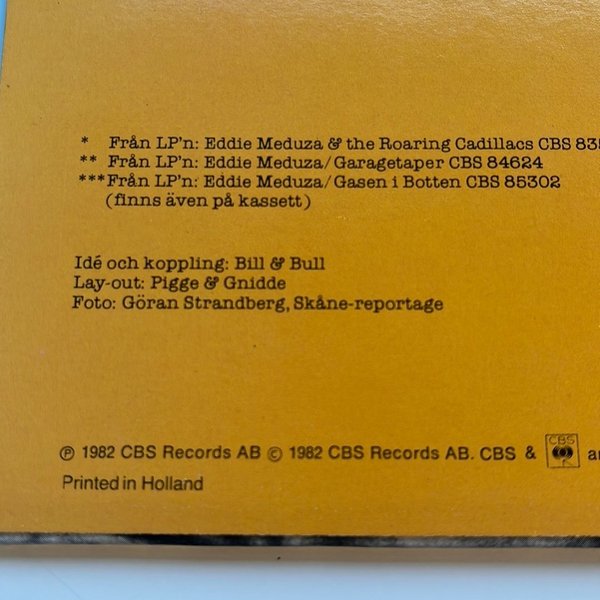 * Från LP'n: Eddie Meduza & the Roaring Cadillacs CBS
** Från LP'n: Eddie Meduza/Garagetaper CBS 84624
***Från LP'n: Eddie Meduza/Gasen i Botten CBS 85302
(finns även på kassett)
Idé och koppling: Bill & Bull
Lay-out: Pigge & Gnidde
Foto: Göran Strandberg, Skåne-reportage
℗ 1982 CBS Records AB © 1982 CBS Records AB. CBS & CBS
Printed in Holland